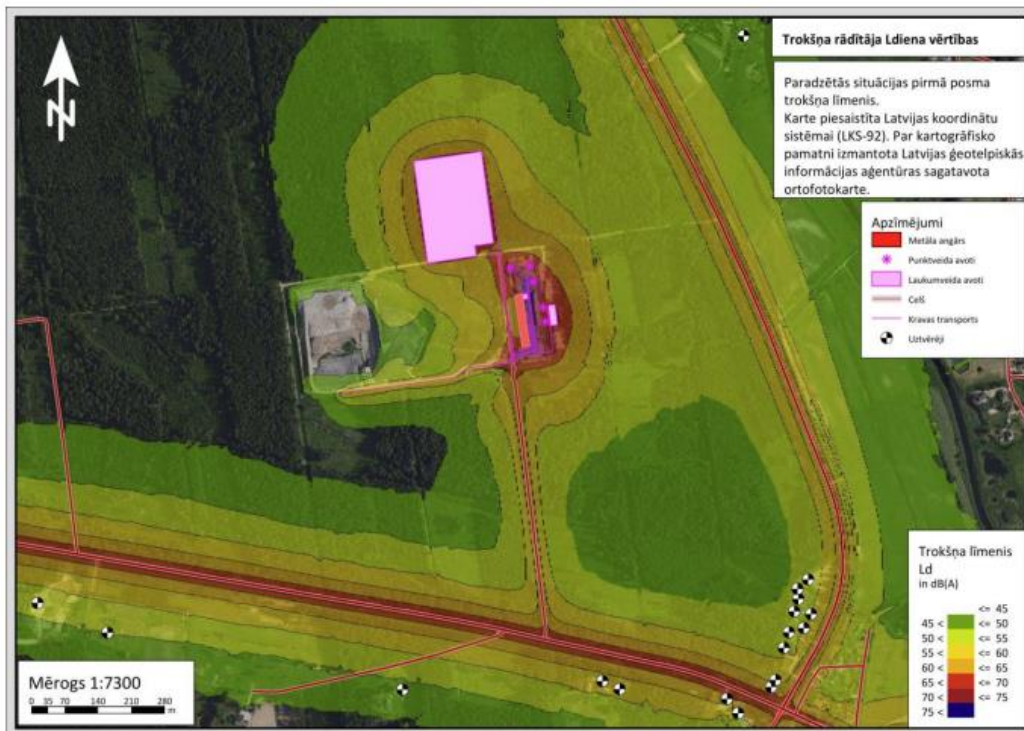 Trokšņa rādītāja Ldiena vērtības
Paradzētās situācijas pirmā posma
trokšņa līmenis.
Karte piesaistīta Latvijas koordinātu
sistēmai (LKS-92). Par kartogrāfisko
pamatni izmantota Latvijas ģeotelpiskās
informācijas aģentūras sagatavota
ortofotokarte.
N
Apzīmējumi
Metāla angārs
Punktveida avoti
Laukumveida avoti
Ceļš
Kravas transports
Uztvērēji
Trokšņa līmenis
Ld
in dB(A)
<= 45
45 < <= 50
50 < <= 55
55 < <= 60
60 < <= 65
65 < <= 70
70 < <= 75
75 <
Mērogs 1:7300
0 35 70 140 210 280
m